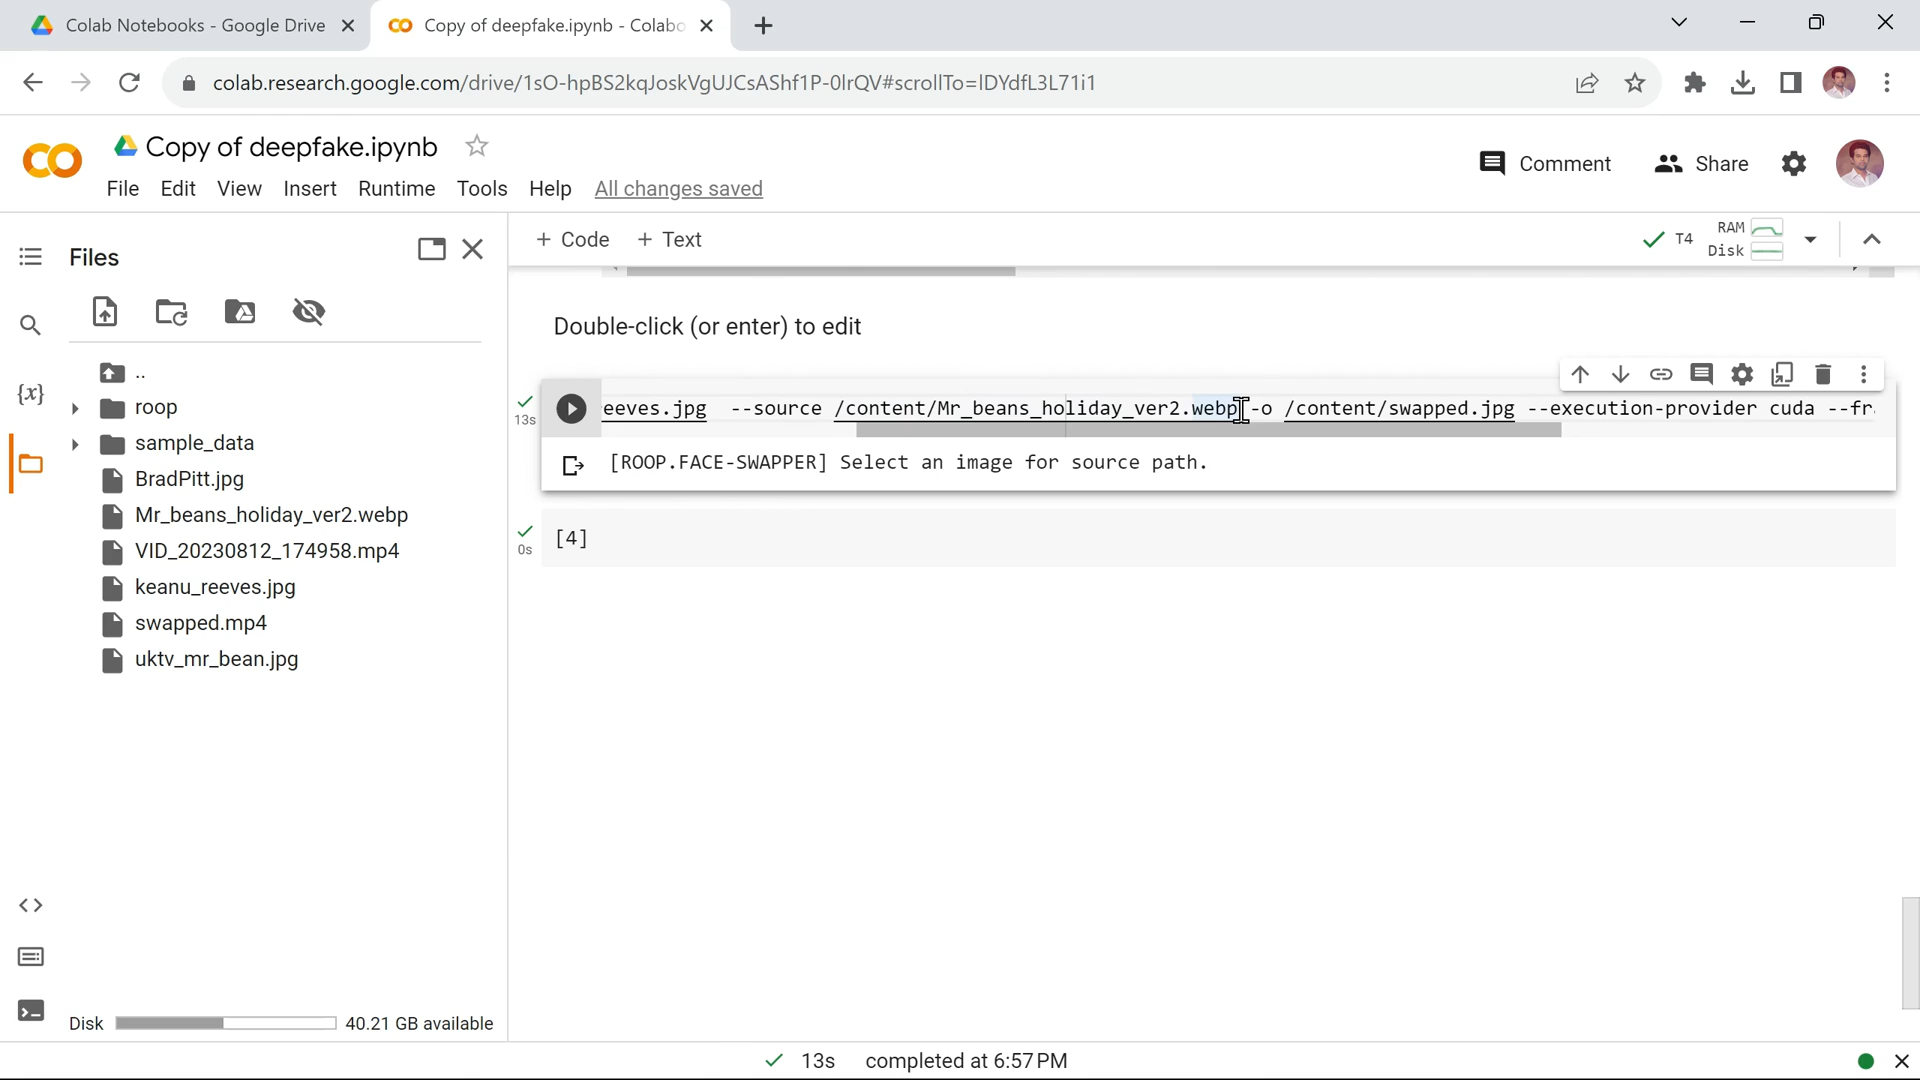 Colab Notebooks - Google Drive
Copy of deepfake.ipynb - Colabo
colab.research.google.com/drive/1sO-hpBS2kqJoskVgUJCsAShf1P-0lrQV#scrollTo=lDYdfL3L71i1
Copy of deepfake.ipynb
File Edit View Insert Runtime Tools Help All changes saved
Comment Share
Files
+ Code + Text
T4 RAM Disk
Double-click (or enter) to edit
..
roop
sample_data
BradPitt.jpg
Mr_beans_holiday_ver2.webp
VID_20230812_174958.mp4
keanu_reeves.jpg
swapped.mp4
uktv_mr_bean.jpg
{x}
13s
eeves.jpg --source /content/Mr_beans_holiday_ver2.webp -o /content/swapped.jpg --execution-provider cuda --fr
[ROOP.FACE-SWAPPER] Select an image for source path.
0s
[4]
Disk 40.21 GB available
13s completed at 6:57 PM